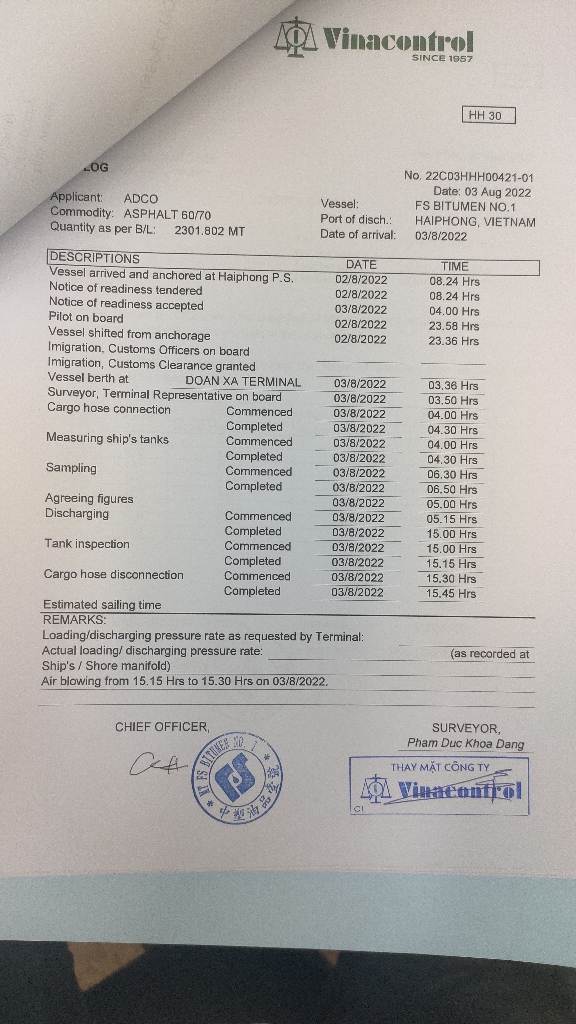 Vinacontrol
SINCE 1957
HH 30
LOG
No. 22C03HHH00421-01
Date: 03 Aug 2022
Applicant: ADCO
Vessel: FS BITUMEN NO.1
Commodity: ASPHALT 60/70
Port of disch.: HAIPHONG, VIETNAM
Quantity as per B/L: 2301.802 MT
Date of arrival: 03/8/2022
DESCRIPTIONS DATE TIME
Vessel arrived and anchored at Haiphong P.S. 02/8/2022 08.24 Hrs
Notice of readiness tendered 02/8/2022 08.24 Hrs
Notice of readiness accepted 03/8/2022 04.00 Hrs
Pilot on board 02/8/2022 23.58 Hrs
Vessel shifted from anchorage 02/8/2022 23.36 Hrs
Imigration, Customs Officers on board
Imigration, Customs Clearance granted
Vessel berth at DOAN XA TERMINAL 03/8/2022 03.36 Hrs
Surveyor, Terminal Representative on board 03/8/2022 03.50 Hrs
Cargo hose connection Commenced 03/8/2022 04.00 Hrs
Completed 03/8/2022 04.30 Hrs
Measuring ship's tanks Commenced 03/8/2022 04.00 Hrs
Completed 03/8/2022 04.30 Hrs
Sampling Commenced 03/8/2022 06.30 Hrs
Completed 03/8/2022 06.50 Hrs
Agreeing figures 03/8/2022 05.00 Hrs
Discharging Commenced 03/8/2022 05.15 Hrs
Completed 03/8/2022 15.00 Hrs
Tank inspection Commenced 03/8/2022 15.00 Hrs
Completed 03/8/2022 15.15 Hrs
Cargo hose disconnection Commenced 03/8/2022 15.30 Hrs
Completed 03/8/2022 15.45 Hrs
Estimated sailing time
REMARKS:
Loading/discharging pressure rate as requested by Terminal:
Actual loading/ discharging pressure rate: (as recorded at
Ship's / Shore manifold)
Air blowing from 15.15 Hrs to 15.30 Hrs on 03/8/2022.
CHIEF OFFICER,
SURVEYOR,
Pham Duc Khoa Dang
MT FS BITUMEN NO. 1
中塑油品壹號
THAY MẶT CÔNG TY
Vinacontrol
C1